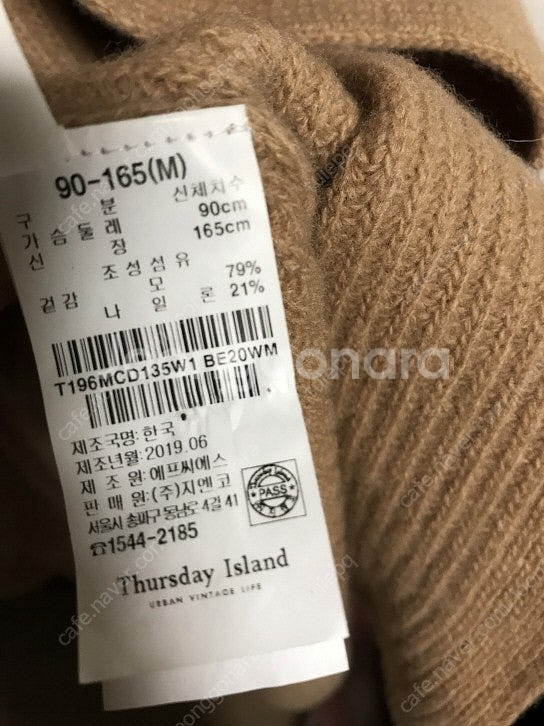 90-165(M)
구 분 신체치수
가 슴 둘 레 90cm
신 장 165cm
조성섬유
겉감 모 79%
나 일 론 21%
T196MCD135W1 BE20WM
제조국명:한국
제조년월:2019.06
제 조 원:에프씨에스
판 매 원:(주)지엔코
서울시 송파구 동남로 4길 41
☎1544-2185
PASS
Thursday Island
URBAN VINTAGE LIFE